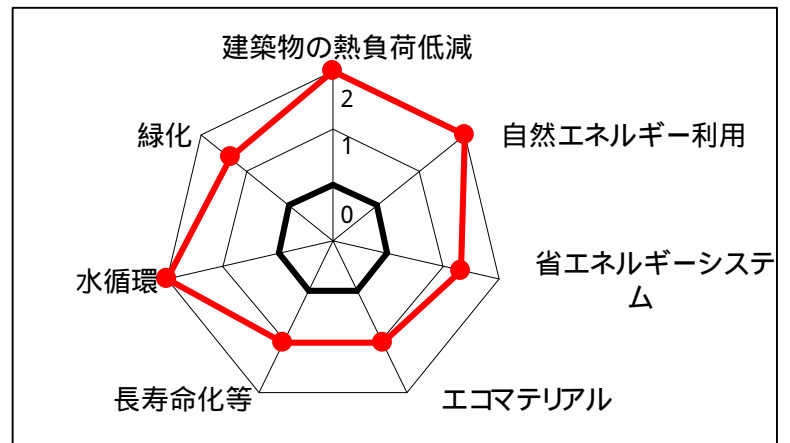 建築物の熱負荷低減
2
自然エネルギー利用
緑化
1
0
省エネルギーシステ
ム
水循環
長寿命化等
エコマテリアル